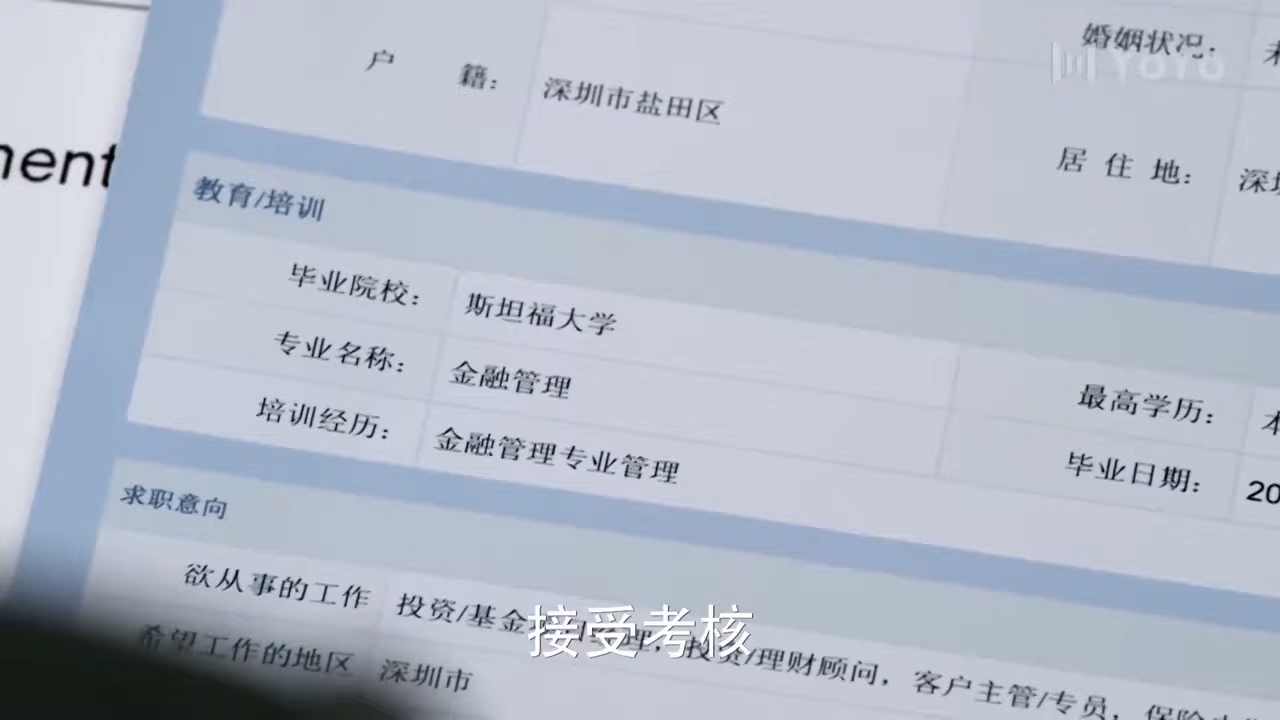 婚姻状况:
YOYO
户 籍: 深圳市盐田区
居 住 地:
ment
教育/培训
毕业院校: 斯坦福大学
专业名称: 金融管理
最高学历:
培训经历: 金融管理专业管理
毕业日期: 20
求职意向
欲从事的工作 投资/基金 投资/理财顾问, 客户主管/专员,
希望工作的地区 深圳市
接受考核